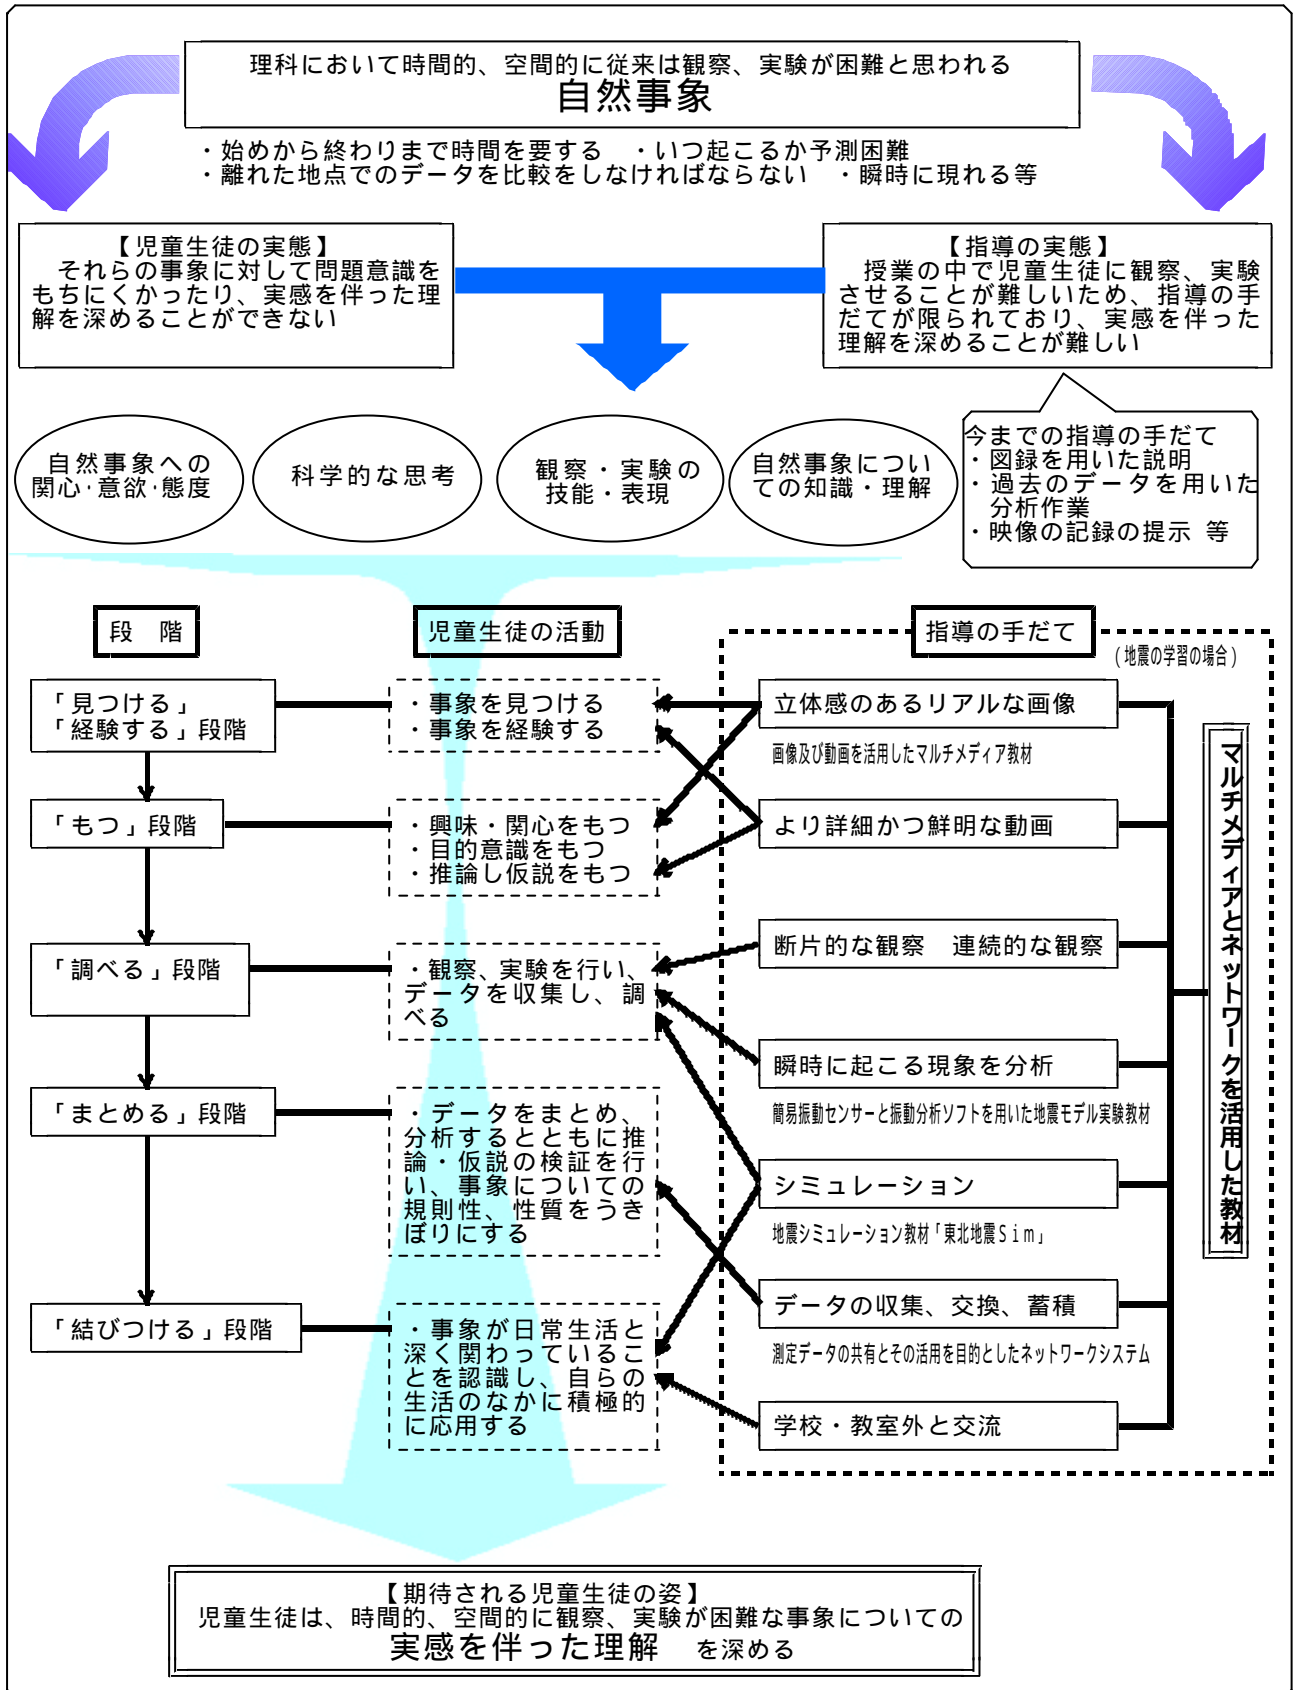 理科において時間的、空間的に従来は観察、実験が困難と思われる
自然事象
・始めから終わりまで時間を要する　・いつ起こるか予測困難
・離れた地点でのデータを比較をしなければならない　・瞬時に現れる等
【児童生徒の実態】
それらの事象に対して問題意識を
もちにくかったり、実感を伴った理
解を深めることができない
【指導の実態】
授業の中で児童生徒に観察、実験
させることが難しいため、指導の手
だてが限られており、実感を伴った
理解を深めることが難しい
自然事象への
関心・意欲・態度
科学的な思考
観察・実験の
技能・表現
自然事象につい
ての知識・理解
今までの指導の手だて
・図録を用いた説明
・過去のデータを用いた
分析作業
・映像の記録の提示 等
段　階
児童生徒の活動
指導の手だて
（地震の学習の場合）
「見つける」
「経験する」段階
・事象を見つける
・事象を経験する
立体感のあるリアルな画像
画像及び動画を活用したマルチメディア教材
「もつ」段階
・興味・関心をもつ
・目的意識をもつ
・推論し仮説をもつ
より詳細かつ鮮明な動画
「調べる」段階
・観察、実験を行い、
データを収集し、調
べる
断片的な観察　連続的な観察
瞬時に起こる現象を分析
簡易振動センサーと振動分析ソフトを用いた地震モデル実験教材
「まとめる」段階
・データをまとめ、
分析するとともに推
論・仮説の検証を行
い、事象についての
規則性、性質をうき
ぼりにする
シミュレーション
地震シミュレーション教材「東北地震Ｓｉｍ」
データの収集、交換、蓄積
測定データの共有とその活用を目的としたネットワークシステム
「結びつける」段階
・事象が日常生活と
深く関わっているこ
とを認識し、自らの
生活のなかに積極的
に応用する
学校・教室外と交流
マルチメディアとネットワークを活用した教材
【期待される児童生徒の姿】
児童生徒は、時間的、空間的に観察、実験が困難な事象についての
実感を伴った理解　を深める